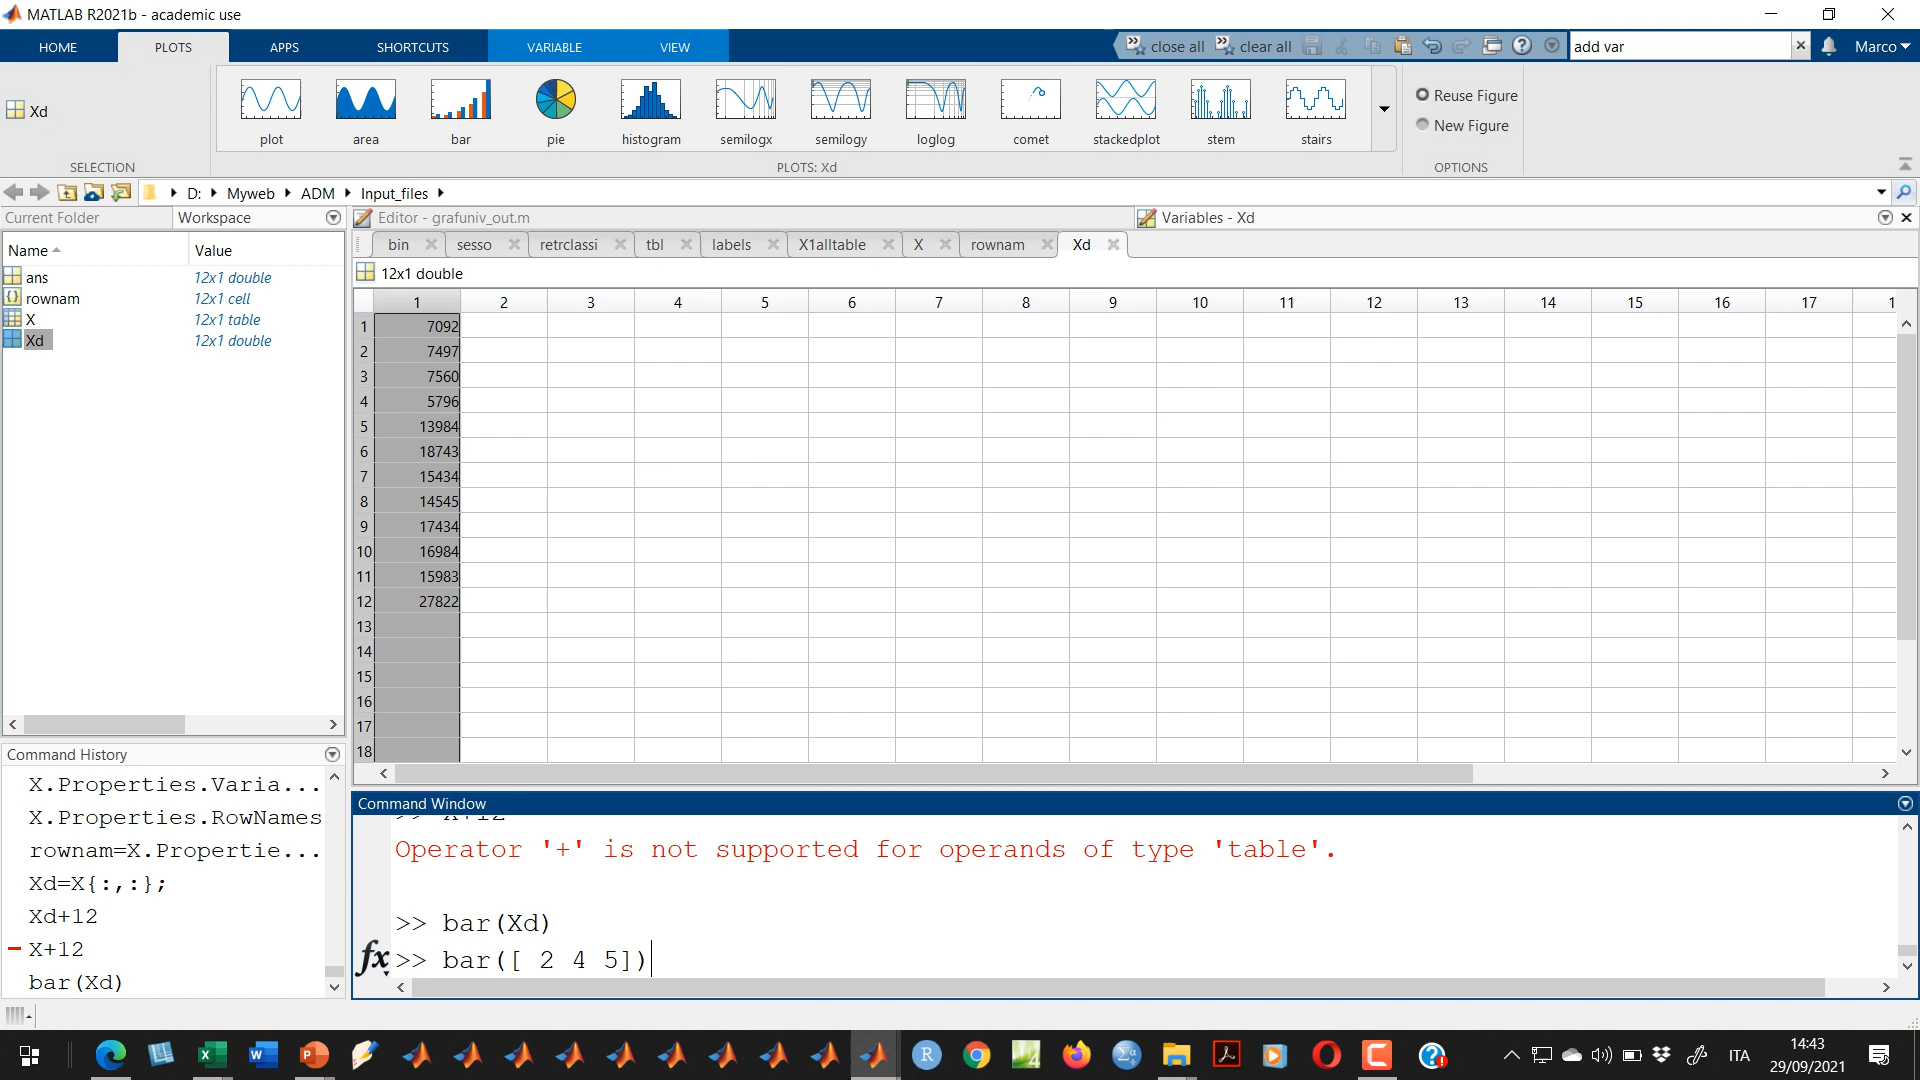 MATLAB R2021b - academic use
HOME PLOTS APPS SHORTCUTS VARIABLE VIEW close all clear all add var Marco
Xd
plot area bar pie histogram semilogx semilogy loglog comet stackedplot stem stairs
Reuse Figure
New Figure
SELECTION PLOTS: Xd OPTIONS
D: Myweb ADM Input_files
Current Folder Workspace
Editor - grafuniv_out.m Variables - Xd
bin sesso retrclassi tbl labels X1alltable X rownam Xd
Name Value
ans 12x1 double
rownam 12x1 cell
X 12x1 table
Xd 12x1 double
12x1 double
1 2 3 4 5 6 7 8 9 10 11 12 13 14 15 16 17 1
1 7092
2 7497
3 7560
4 5796
5 13984
6 18743
7 15434
8 14545
9 17434
10 16984
11 15983
12 27822
13
14
15
16
17
18
Command History
X.Properties.Varia...
X.Properties.RowNames
rownam=X.Propertie...
Xd=X{:,:};
Xd+12
X+12
bar(Xd)
Command Window
>> X+12
Operator '+' is not supported for operands of type 'table'.
>> bar(Xd)
fx >> bar([ 2 4 5])
ITA
14:43
29/09/2021